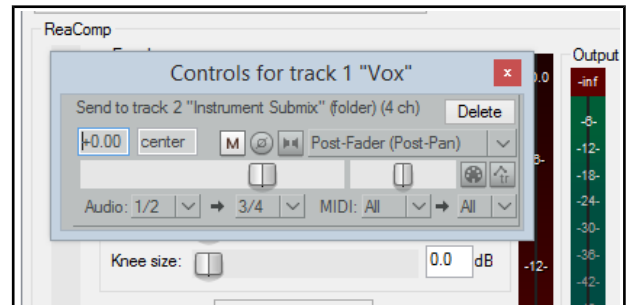 ReaComp
Output
Controls for track 1 "Vox"
x
.0
-inf
Send to track 2 "Instrument Submix" (folder) (4 ch)
Delete
-6-
+0.00
center
M
Post-Fader (Post-Pan)
-12-
-18-
tr
Audio: 1/2
3/4
MIDI: All
All
-24-
-30-
Knee size:
0.0
dB
-12-
-36-
-42-